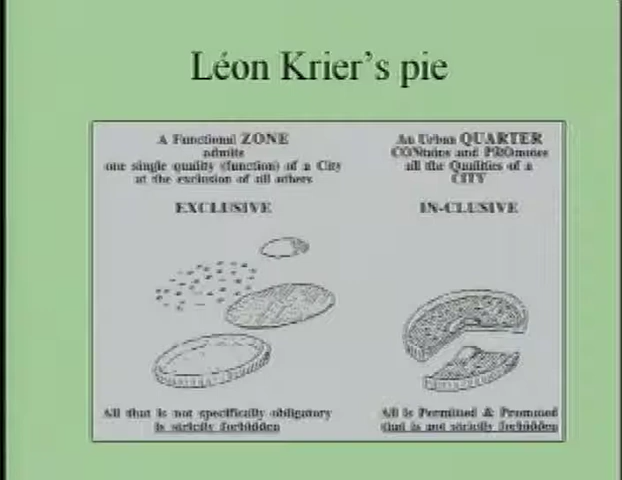 Léon Krier's pie
A Functional ZONE
admits
one single quality (function) of a City
at the exclusion of all others
EXCLUSIVE
All that is not specifically obligatory
is strictly forbidden
An Urban QUARTER
CONtains and PROmotes
all the Qualities of a
CITY
IN-CLUSIVE
All is Permitted & Promoted
that is not strictly forbidden